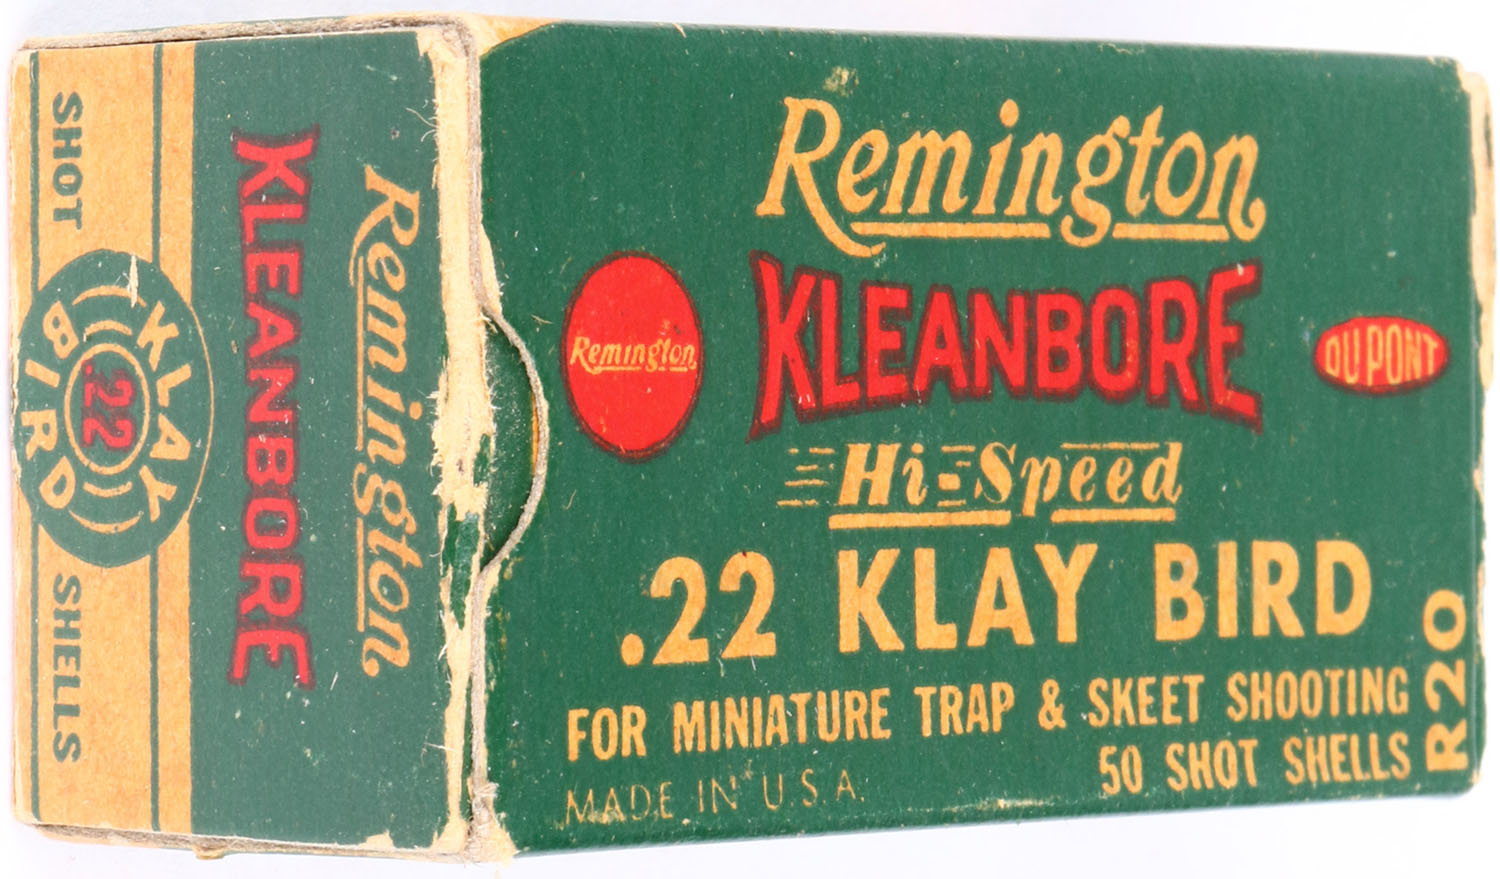 Remington
KLEANBORE
Hi-Speed
.22 KLAY BIRD
FOR MINIATURE TRAP & SKEET SHOOTING
50 SHOT SHELLS
MADE IN U.S.A.
R20
Remington
DU PONT
Remington
KLEANBORE
SHOT
KLAY
.22
BIRD
SHELLS